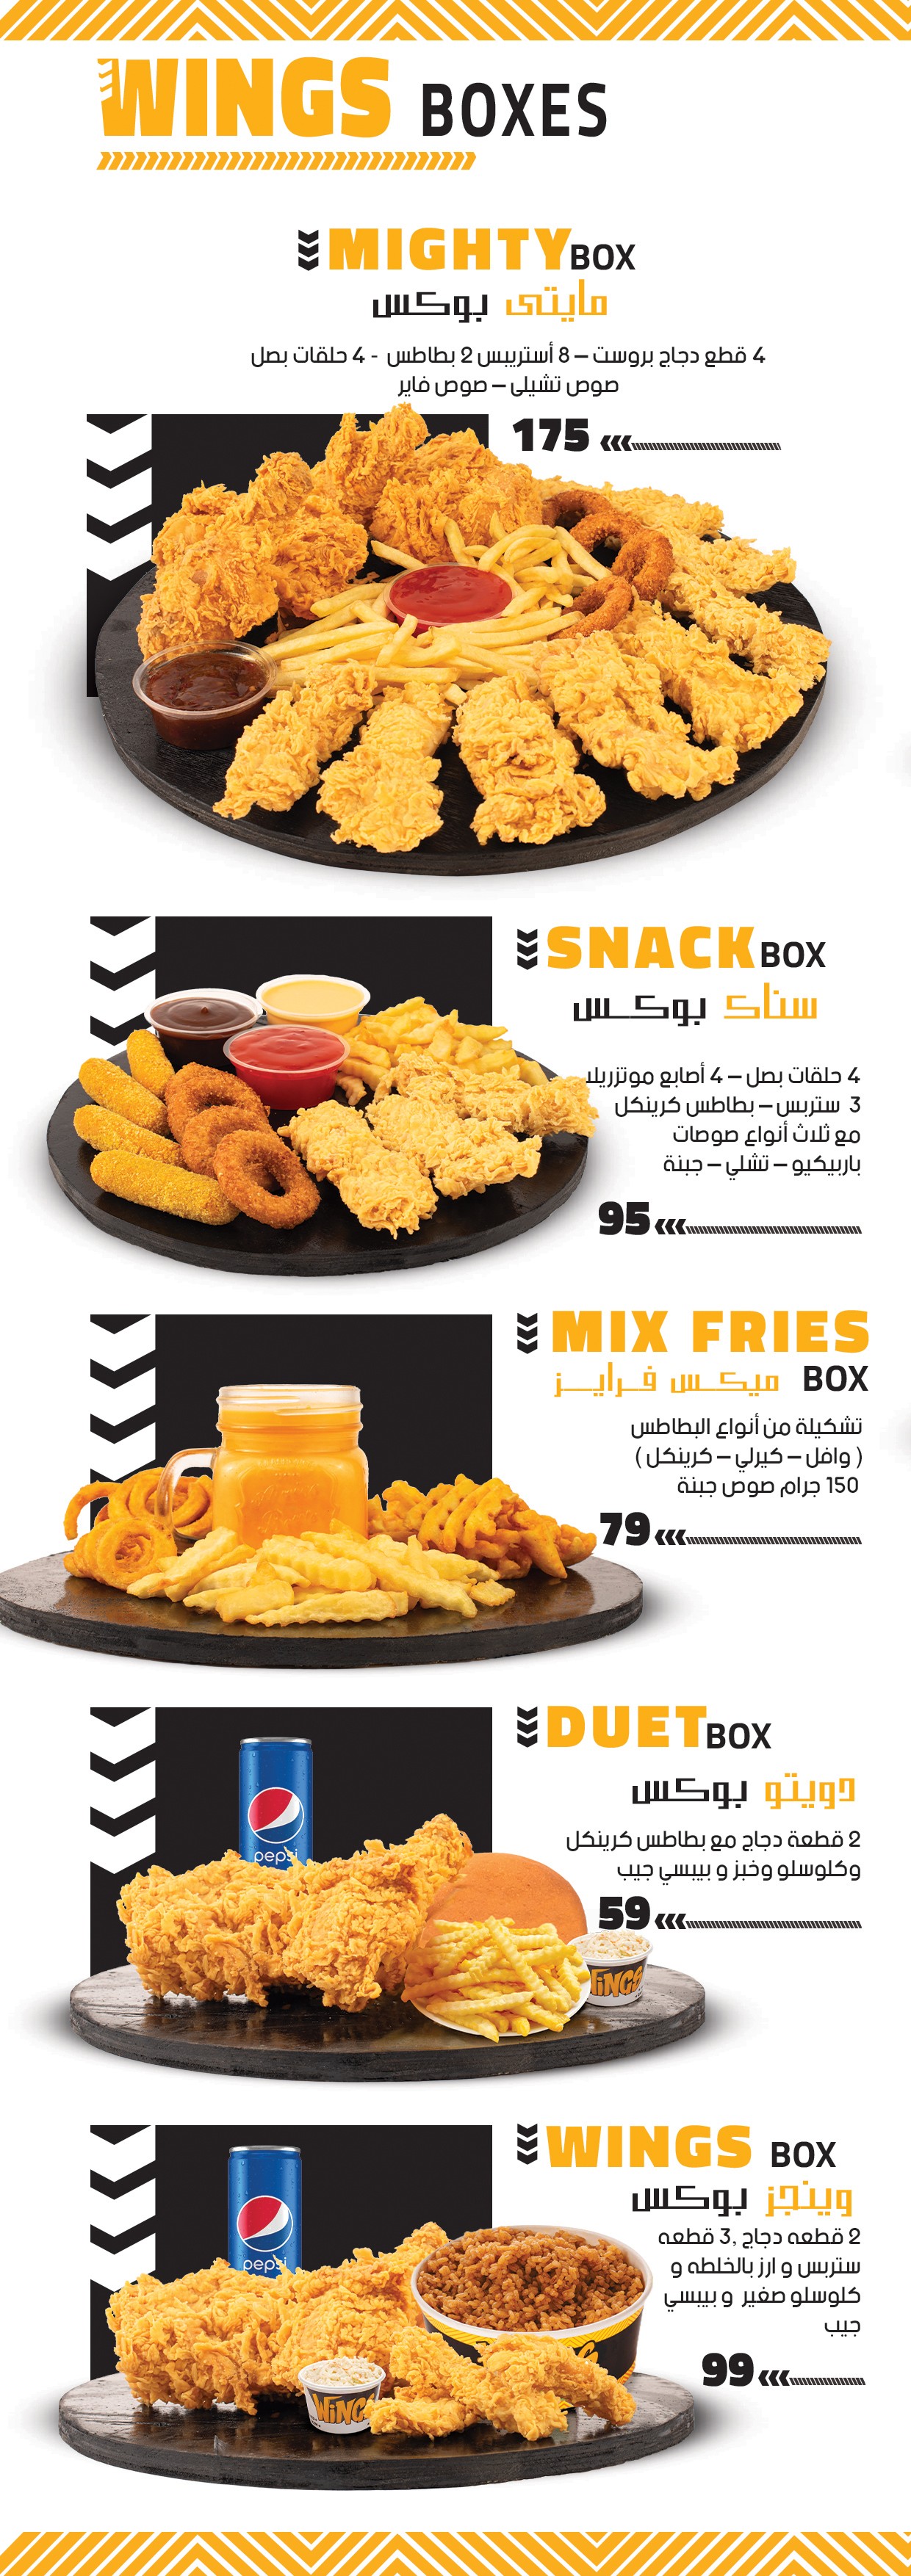 WINGS BOXES
MIGHTY BOX
مايتى بوكس
4 قطع دجاج بروست – 8 أستريبس 2 بطاطس - 4 حلقات بصل
صوص تشيلى – صوص فاير
175
SNACK BOX
سناك بوكس
4 حلقات بصل – 4 أصابع موتزريلا
3 ستربس – بطاطس كرينكل
مع ثلاث أنواع صوصات
باربيكيو – تشلي – جبنة
95
MIX FRIES
BOX ميكس فرايز
تشكيلة من أنواع البطاطس
( وافل – كيرلي – كرينكل )
150 جرام صوص جبنة
79
DUET BOX
دويتو بوكس
pepsi
2 قطعة دجاج مع بطاطس كرينكل
وكلوسلو وخبز و بيبسي جيب
59
WINGS
WINGS BOX
وينجز بوكس
pepsi
2 قطعه دجاج ,3 قطعه
ستربس و ارز بالخلطه و
كلوسلو صغير و بيبسي
جيب
99
WINGS